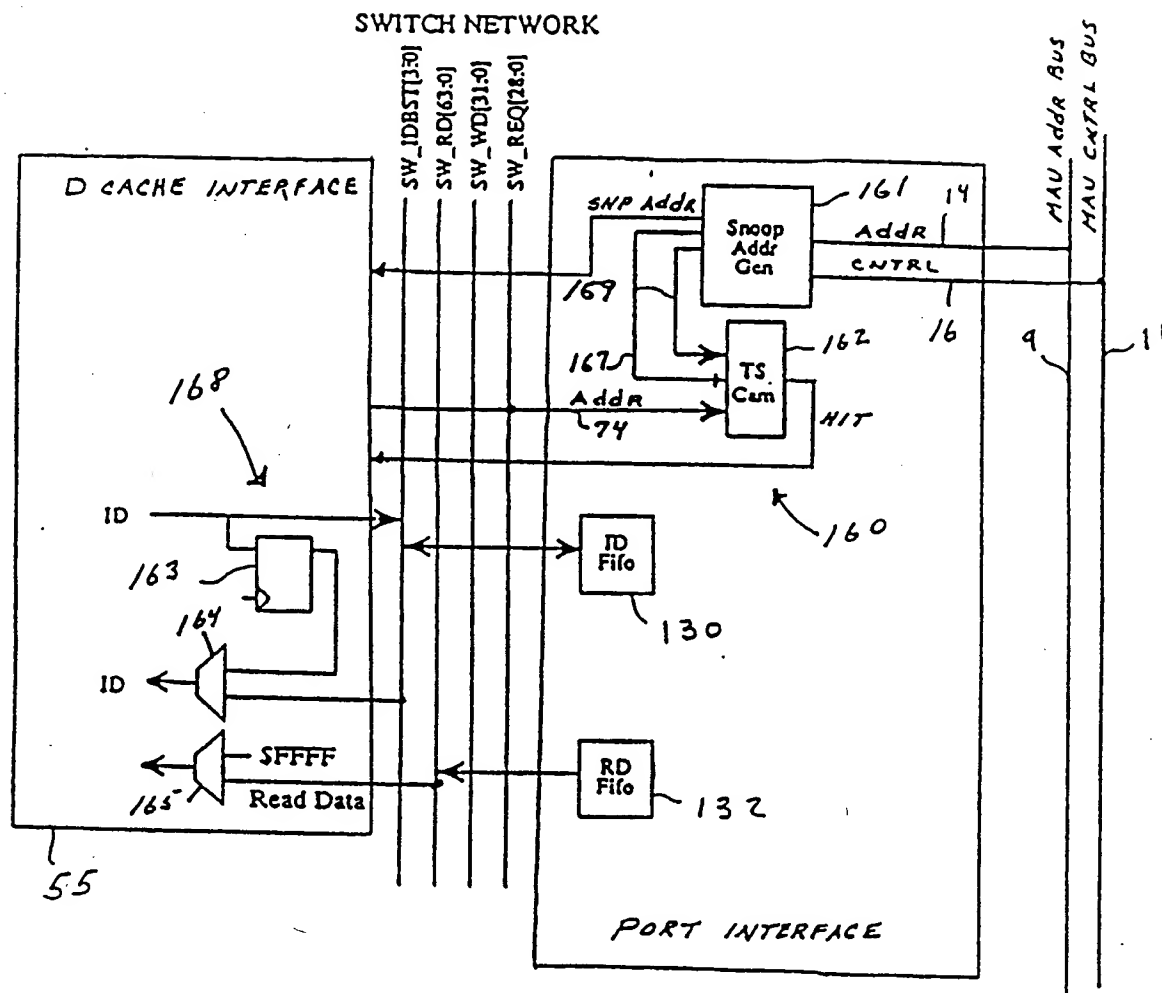 SWITCH NETWORK
SW_IDBST[3:0]
SW_RD[63:0]
SW_WD[31:0]
SW_REQ[28:0]
MAU Addr BUS
MAU CNTRL BUS
D CACHE INTERFACE
SNP Addr
Snoop
Addr
Gen
161
Addr
14
CNTRL
169
16
9
167
TS
Cam
162
Addr
74
HIT
168
160
ID
163
ID
Fifo
130
164
ID
SFFFF
Read Data
165
RD
Fifo
132
55
PORT INTERFACE